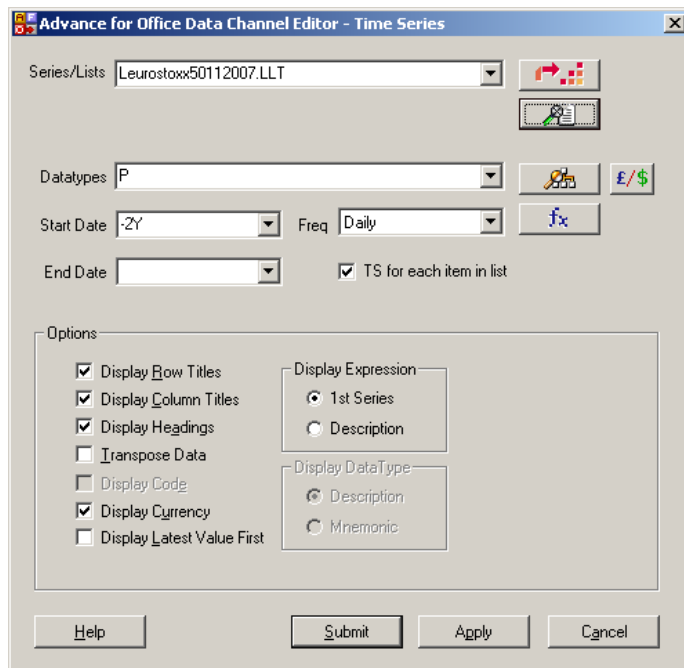 Advance for Office Data Channel Editor - Time Series
Series/Lists Leurostoxx50112007.LLT
Datatypes P £/$
Start Date -2Y Freq Daily fx
End Date TS for each item in list
Options
Display Row Titles
Display Column Titles
Display Headings
Transpose Data
Display Code
Display Currency
Display Latest Value First
Display Expression
1st Series
Description
Display DataType
Description
Mnemonic
Help Submit Apply Cancel